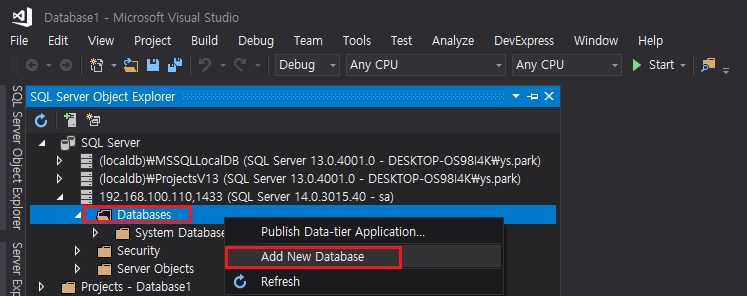 Database1 - Microsoft Visual Studio
File Edit View Project Build Debug Team Tools Test Analyze DevExpress Window Help
Debug Any CPU Any CPU Start
SQL Server Object Explorer
SQL Server Object Explorer
SQL Server
(localdb)₩MSSQLLocalDB (SQL Server 13.0.4001.0 - DESKTOP-OS98I4K₩ys.park)
(localdb)₩ProjectsV13 (SQL Server 13.0.4001.0 - DESKTOP-OS98I4K₩ys.park)
192.168.100.110,1433 (SQL Server 14.0.3015.40 - sa)
Databases
System Database
Security
Server Objects
Projects - Database1
Publish Data-tier Application...
Add New Database
Refresh